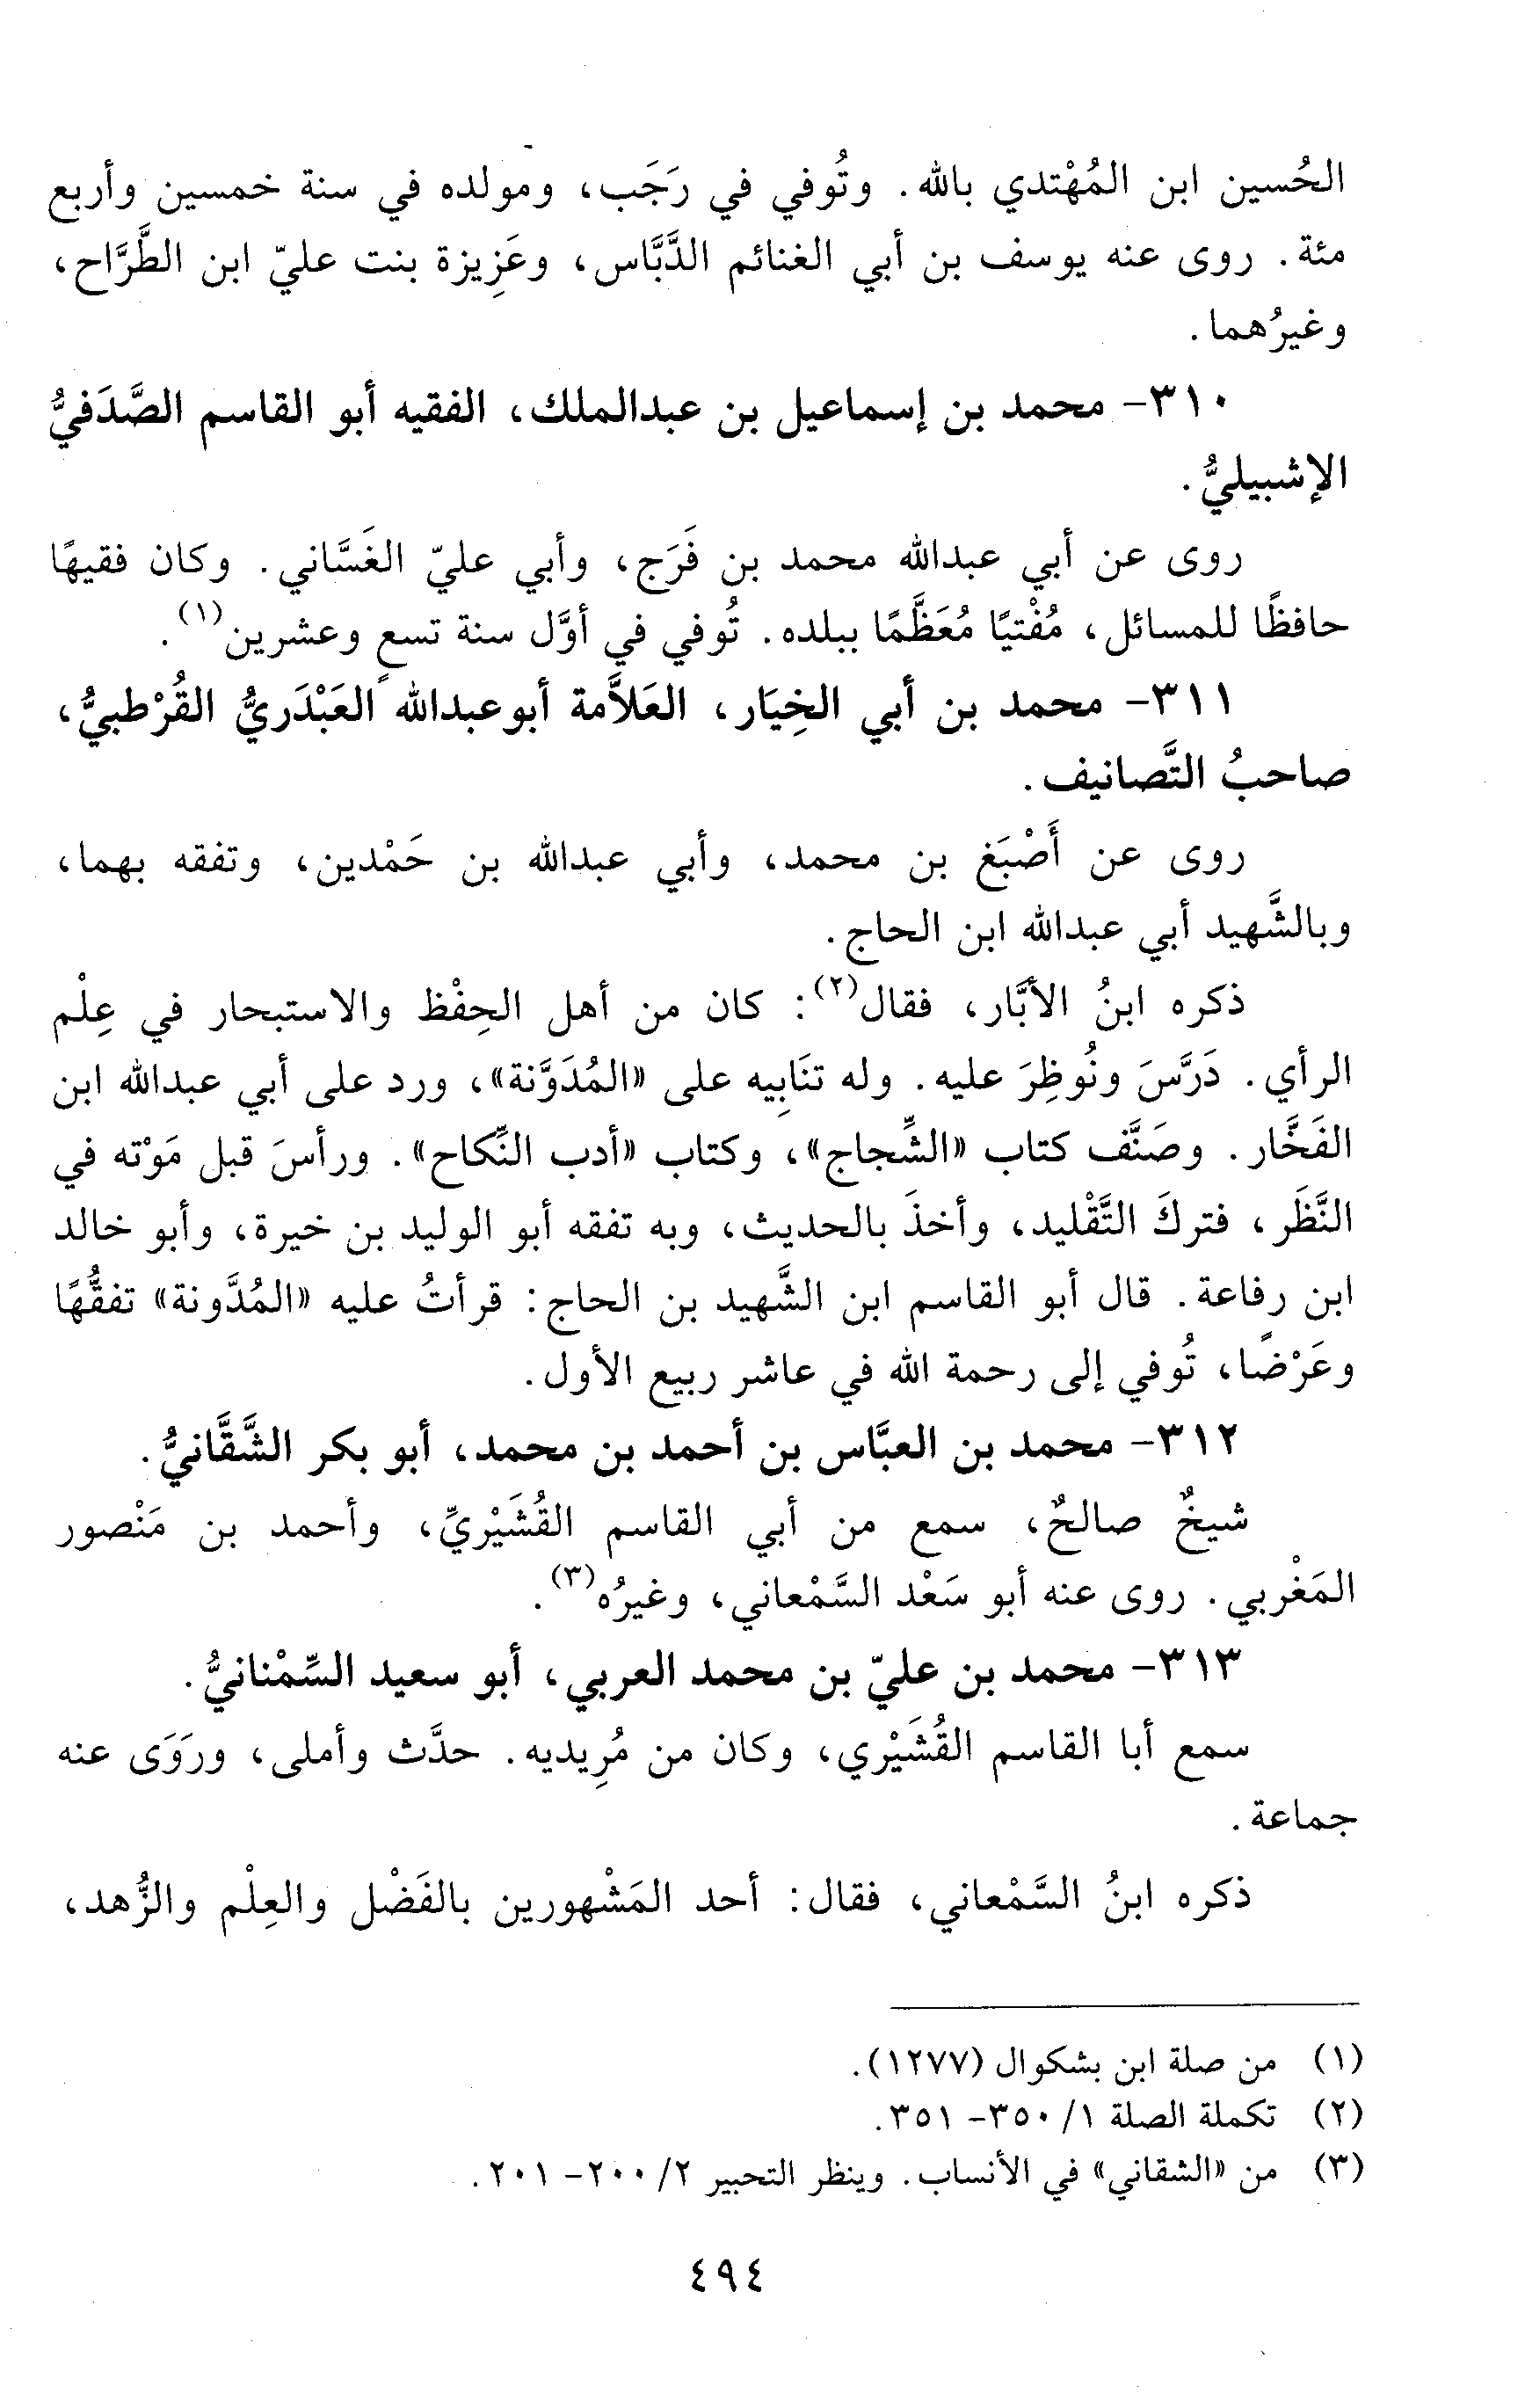 الحُسين ابن المُهْتدي بالله. وتُوفي في رَجَب، ومولده في سنة خمسين وأربع
مئة. روى عنه يوسف بن أبي الغنائم الدَّبَّاس، وعَزِيزة بنت عليّ ابن الطَّرَّاح،
وغيرُهما.
٣١٠- محمد بن إسماعيل بن عبدالملك، الفقيه أبو القاسم الصَّدَفيُّ
الإشبيليُّ.
روى عن أبي عبدالله محمد بن فَرَج، وأبي عليّ الغَسَّاني. وكان فقيهًا
حافظًا للمسائل، مُفْتيًا مُعَظَّمًا ببلده. تُوفي في أوَّل سنة تسعٍ وعشرين(١).
٣١١- محمد بن أبي الخِيَار، العَلاَّمة أبوعبدالله العَبْدَريُّ القُرْطبيُّ،
صاحبُ التَّصانيف.
روى عن أَصْبَغ بن محمد، وأبي عبدالله بن حَمْدين، وتفقه بهما،
وبالشَّهيد أبي عبدالله ابن الحاج.
ذكره ابنُ الأبَّار، فقال(٢): كان من أهل الحِفْظ والاستبحار في عِلْم
الرأي. دَرَّسَ ونُوظِرَ عليه. وله تنَابِيه على «المُدَوَّنة»، ورد على أبي عبدالله ابن
الفَخَّار. وصَنَّف كتاب «الشِّجاج»، وكتاب «أدب النِّكاح». ورأسَ قبل مَوْته في
النَّظَر، فتركَ التَّقْليد، وأخذَ بالحديث، وبه تفقه أبو الوليد بن خيرة، وأبو خالد
ابن رفاعة. قال أبو القاسم ابن الشَّهيد بن الحاج: قرأتُ عليه «المُدَّونة» تفقُّهًا
وعَرْضًا، تُوفي إلى رحمة الله في عاشر ربيع الأول.
٣١٢- محمد بن العبَّاس بن أحمد بن محمد، أبو بكر الشَّقَّانيُّ.
شيخٌ صالحٌ، سمع من أبي القاسم القُشَيْريِّ، وأحمد بن مَنْصور
المَغْربي. روى عنه أبو سَعْد السَّمْعاني، وغيرُه(٣).
٣١٣- محمد بن عليّ بن محمد العربي، أبو سعيد السِّمْنانيُّ.
سمع أبا القاسم القُشَيْري، وكان من مُرِيديه. حدَّث وأملى، وروَوَى عنه
جماعة.
ذكره ابنُ السَّمْعاني، فقال: أحد المَشْهورين بالفَضْل والعِلْم والزُّهد،
(١) من صلة ابن بشكوال (١٢٧٧).
(٢) تكملة الصلة ١/ ٣٥٠- ٣٥١.
(٣) من «الشقاني» في الأنساب. وينظر التحبير ٢/ ٢٠٠- ٢٠١.
٤٩٤